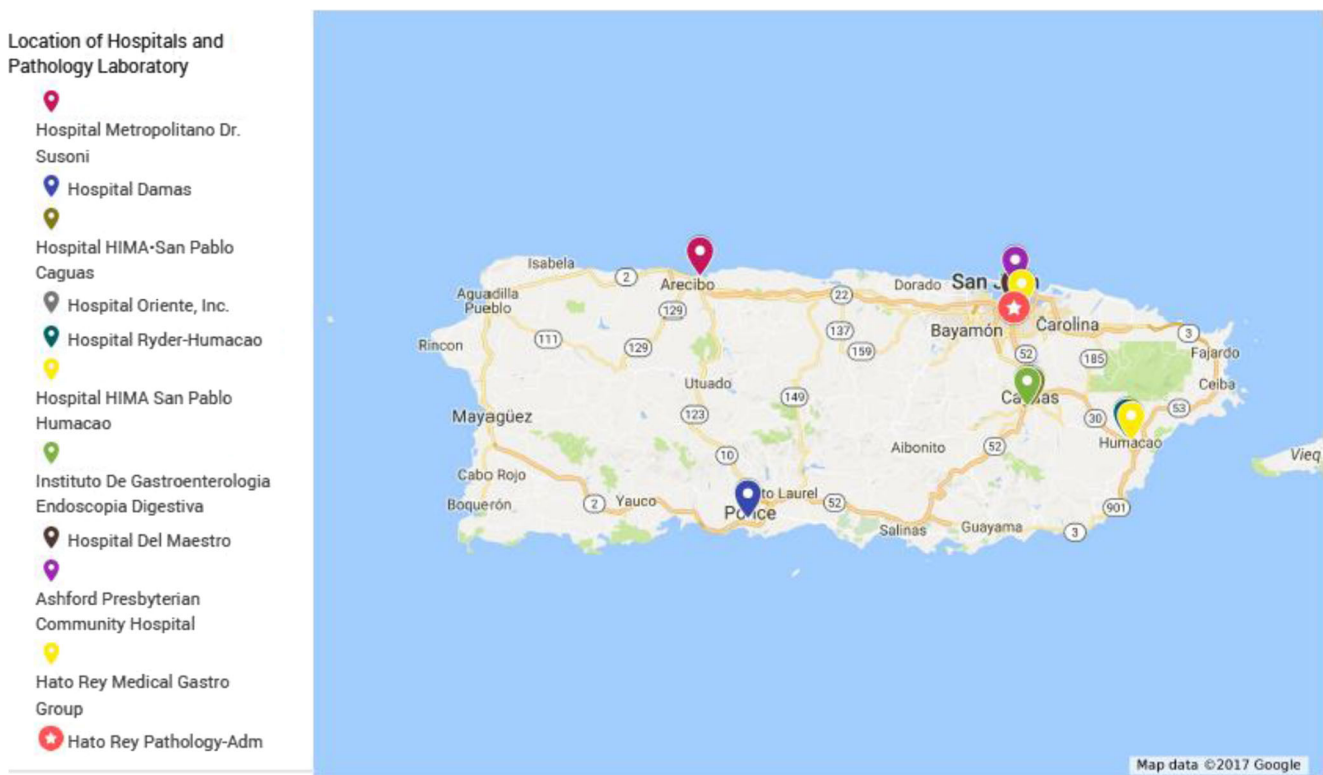 Location of Hospitals and
Pathology Laboratory
Hospital Metropolitano Dr.
Susoni
Hospital Damas
Hospital HIMA•San Pablo
Caguas
Hospital Oriente, Inc.
Hospital Ryder-Humacao
Hospital HIMA San Pablo
Humacao
Instituto De Gastroenterologia
Endoscopia Digestiva
Hospital Del Maestro
Ashford Presbyterian
Community Hospital
Hato Rey Medical Gastro
Group
Hato Rey Pathology-Adm
Isabela
2
Arecibo
Aguadilla
Pueblo
129
22
Dorado
San
Bayamón
Carolina
111
129
137
159
52
185
3
Rincon
Fajardo
Ceiba
Utuado
149
123
Mayagüez
30
53
Humacao
Aibonito
52
10
Vieq
Cabo Rojo
Boquerón
2
Yauco
to Laurel
52
Salinas
Guayama
3
901
Map data ©2017 Google